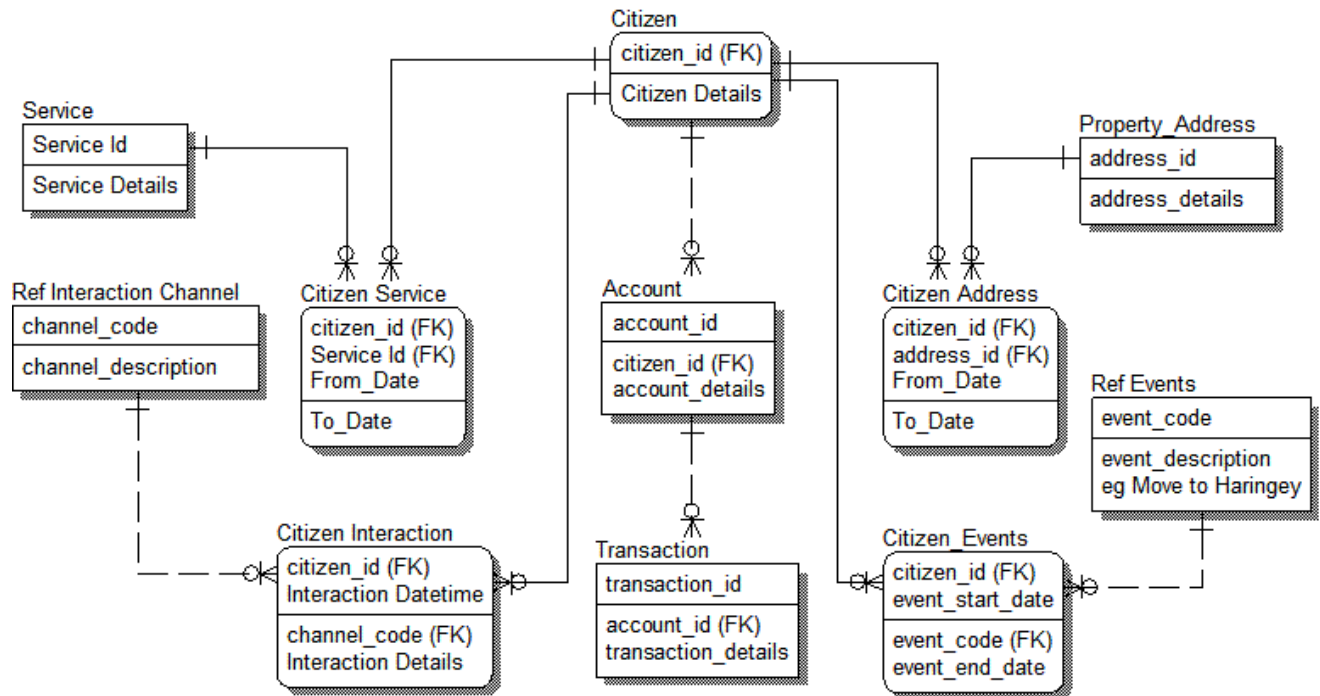 Citizen
citizen_id (FK)
Citizen Details
Service
Service Id
Service Details
Property_Address
address_id
address_details
Ref Interaction Channel
channel_code
channel_description
Citizen Service
citizen_id (FK)
Service Id (FK)
From_Date
To_Date
Account
account_id
citizen_id (FK)
account_details
Citizen Address
citizen_id (FK)
address_id (FK)
From_Date
To_Date
Ref Events
event_code
event_description
eg Move to Haringey
Citizen Interaction
citizen_id (FK)
Interaction Datetime
channel_code (FK)
Interaction Details
Transaction
transaction_id
account_id (FK)
transaction_details
Citizen_Events
citizen_id (FK)
event_start_date
event_code (FK)
event_end_date